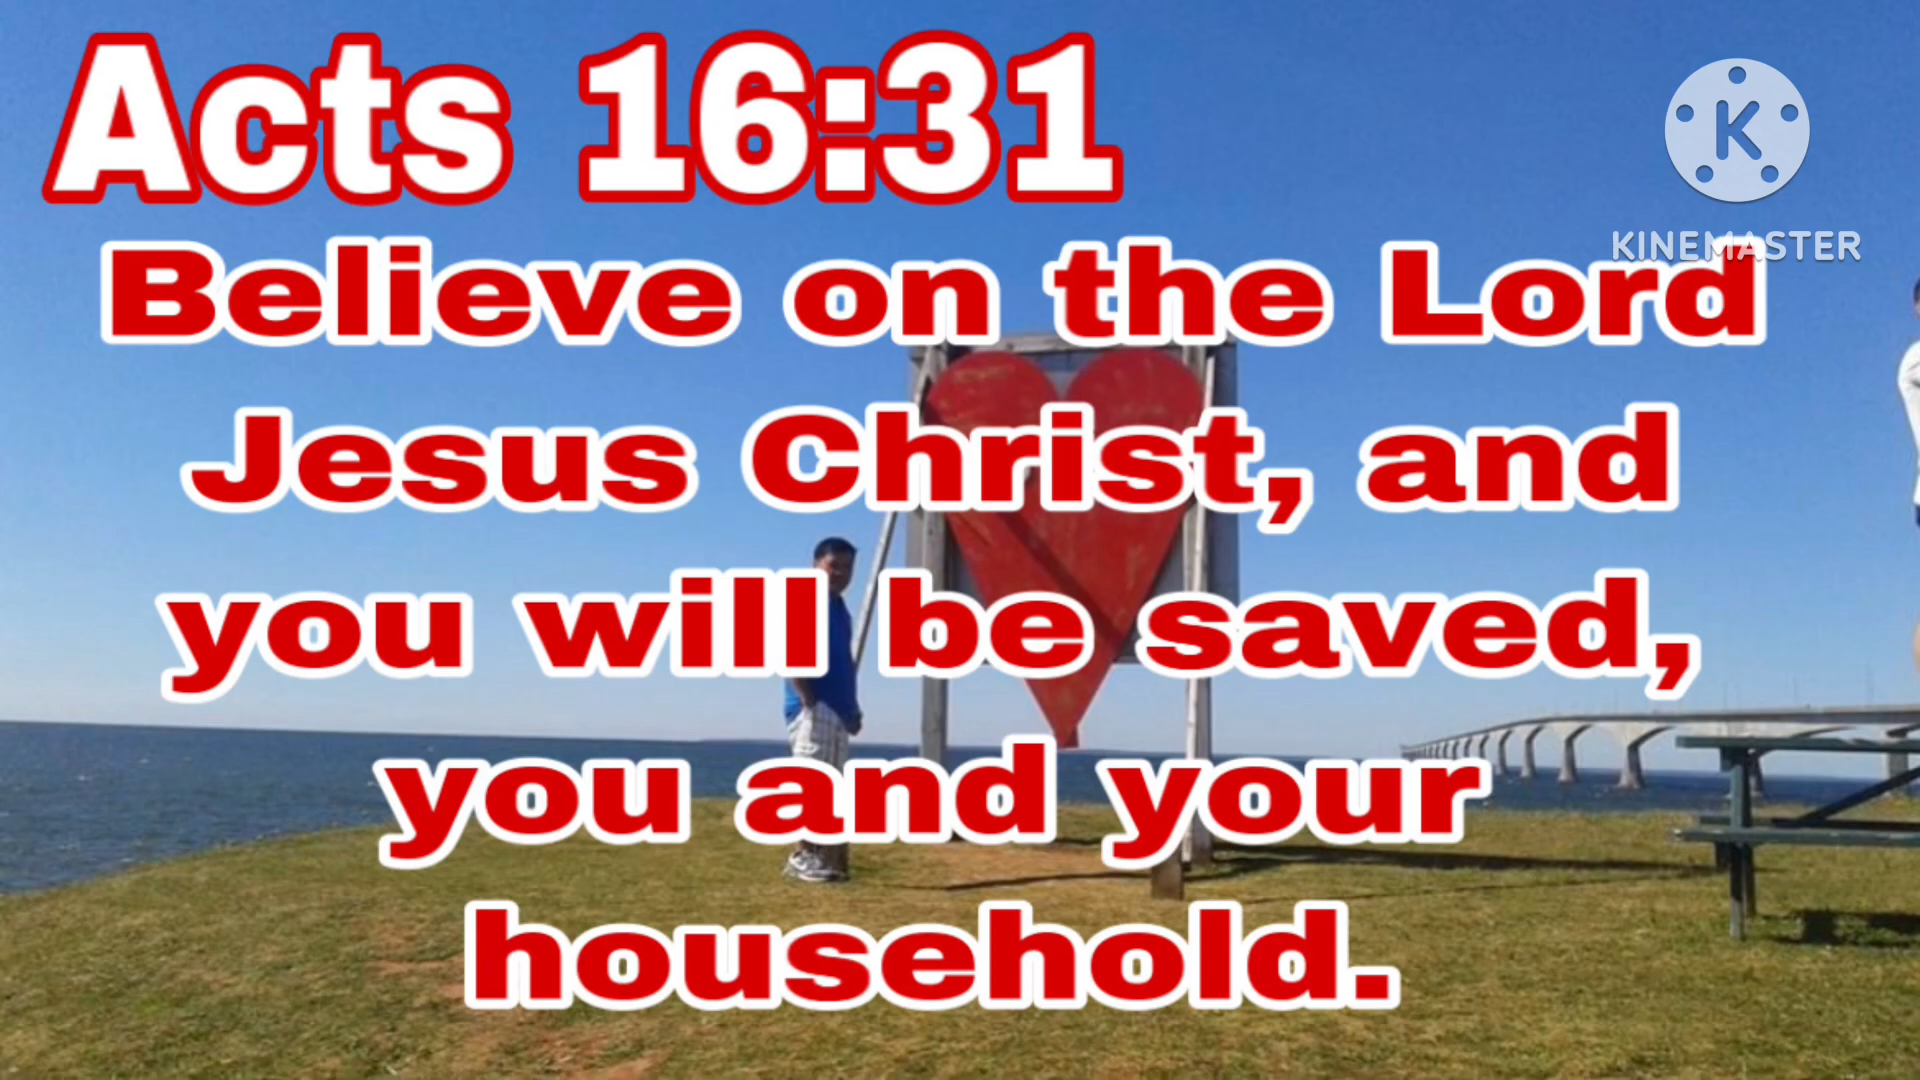 Acts 16:31
K
KINEMASTER
Believe on the Lord
Jesus Christ, and
you will be saved,
you and your
household.